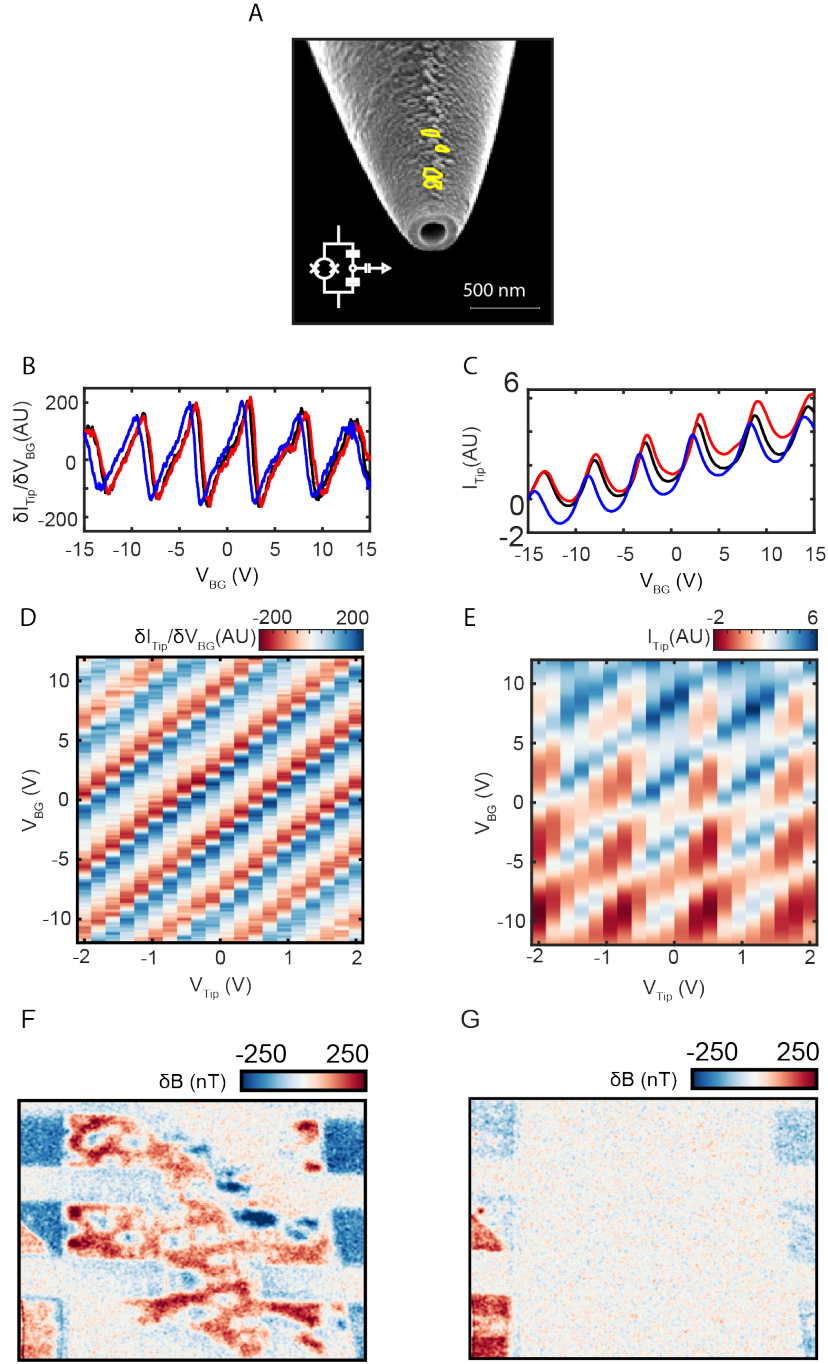 A
500 nm
B
δI_Tip/δV_BG(AU)
200
0
-200
-15 -10 -5 0 5 10 15
V_BG (V)
C
I_Tip(AU)
6
0
-2
-15 -10 -5 0 5 10 15
V_BG (V)
D
δI_Tip/δV_BG(AU)
-200 200
V_BG (V)
10
5
0
-5
-10
-2 -1 0 1 2
V_Tip (V)
E
I_Tip(AU)
-2 6
V_BG (V)
10
5
0
-5
-10
-2 -1 0 1 2
V_Tip (V)
F
-250 250
δB (nT)
G
-250 250
δB (nT)